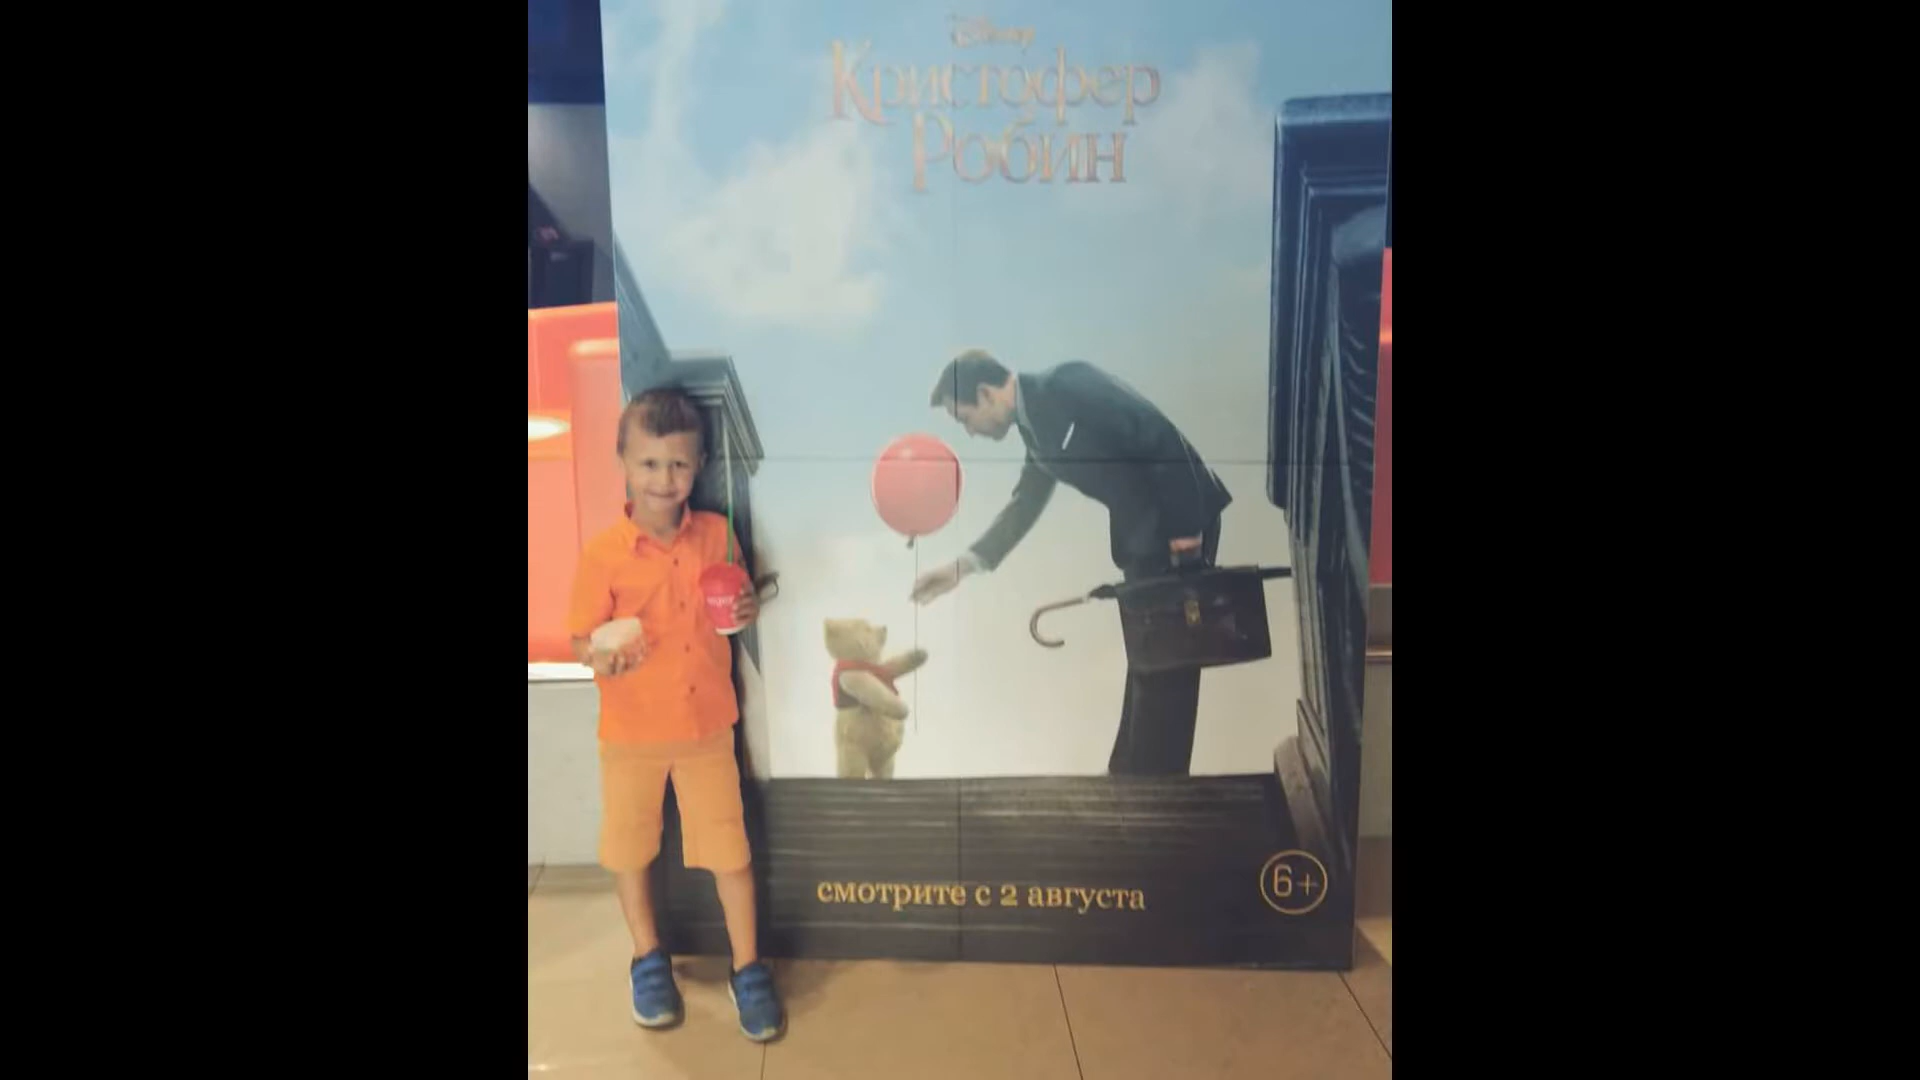 Disney
Кристофер
Робин
смотрите с 2 августа
6+